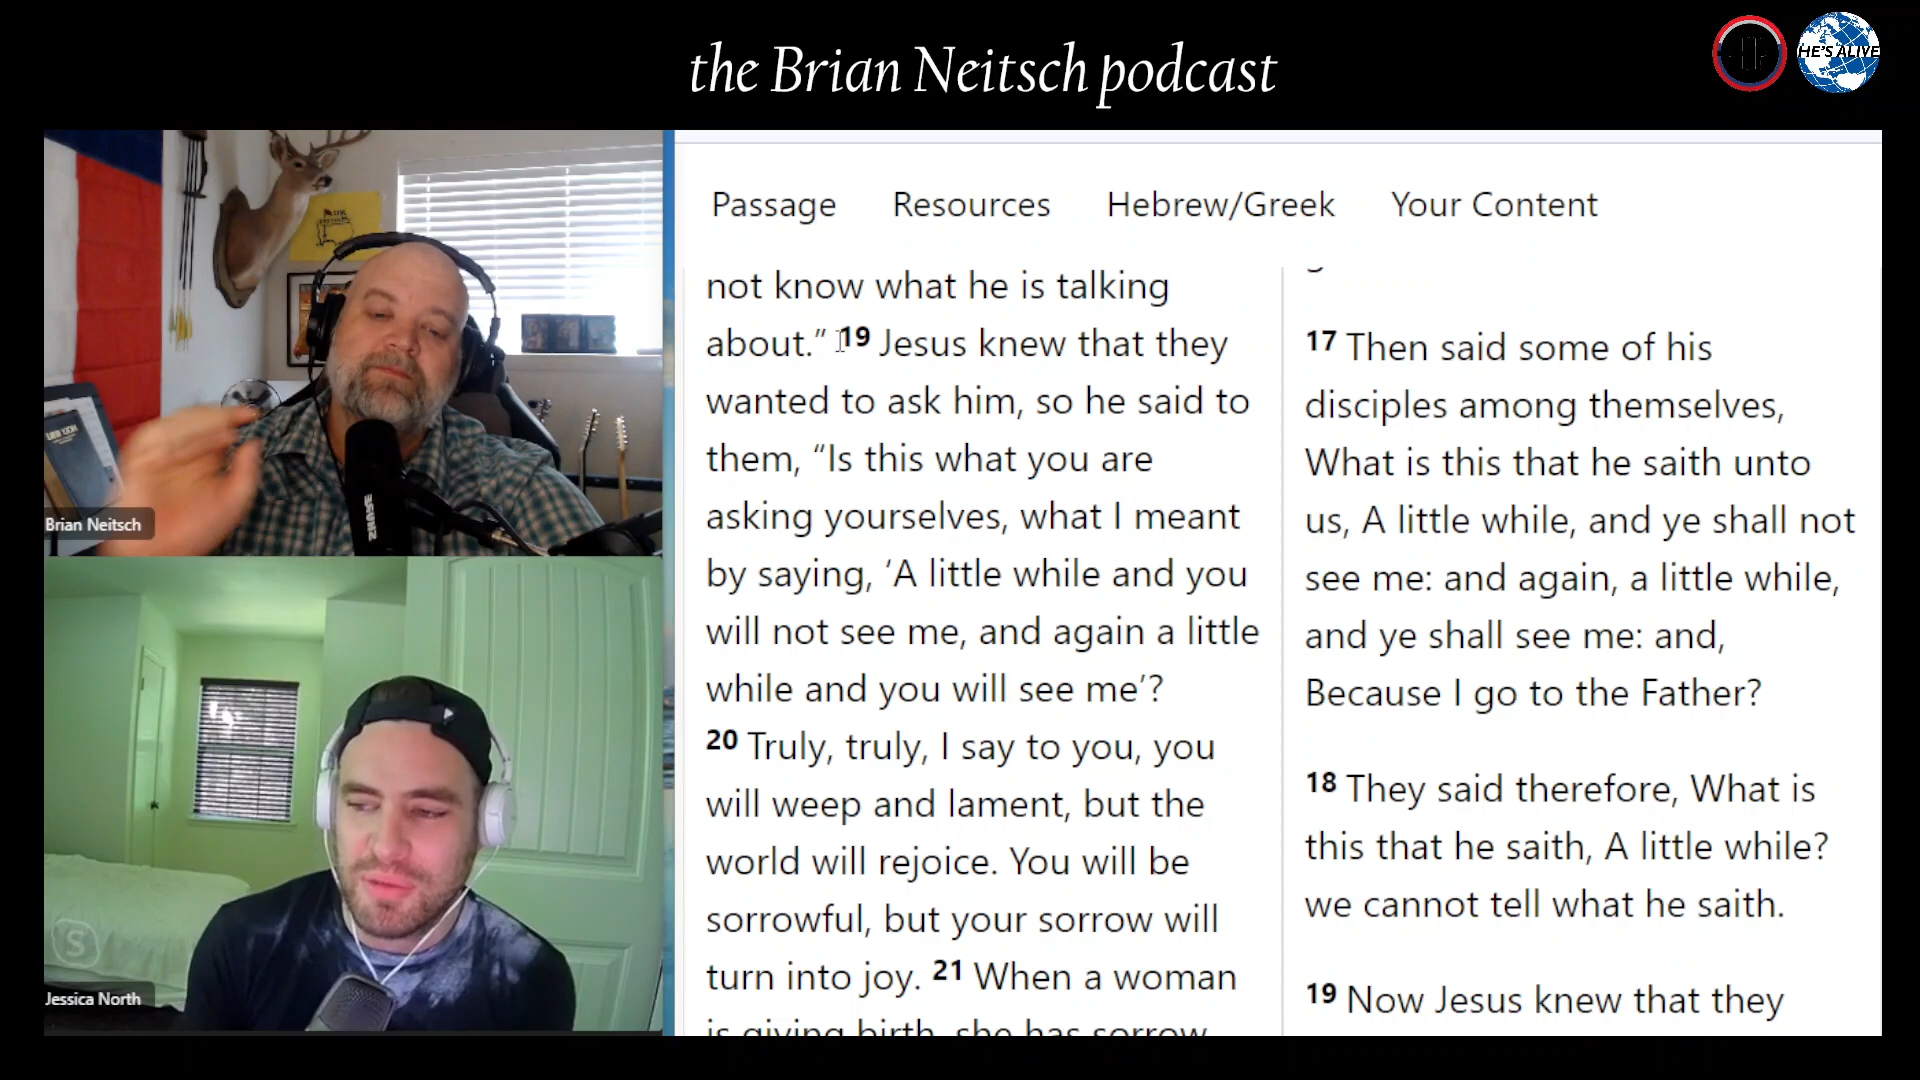 the Brian Neitsch podcast
HE'S ALIVE
Brian Neitsch
Jessica North
Passage Resources Hebrew/Greek Your Content
not know what he is talking
about.” 19 Jesus knew that they
wanted to ask him, so he said to
them, “Is this what you are
asking yourselves, what I meant
by saying, ‘A little while and you
will not see me, and again a little
while and you will see me’?
20 Truly, truly, I say to you, you
will weep and lament, but the
world will rejoice. You will be
sorrowful, but your sorrow will
turn into joy. 21 When a woman
is giving birth, she has sorrow
17 Then said some of his
disciples among themselves,
What is this that he saith unto
us, A little while, and ye shall not
see me: and again, a little while,
and ye shall see me: and,
Because I go to the Father?
18 They said therefore, What is
this that he saith, A little while?
we cannot tell what he saith.
19 Now Jesus knew that they